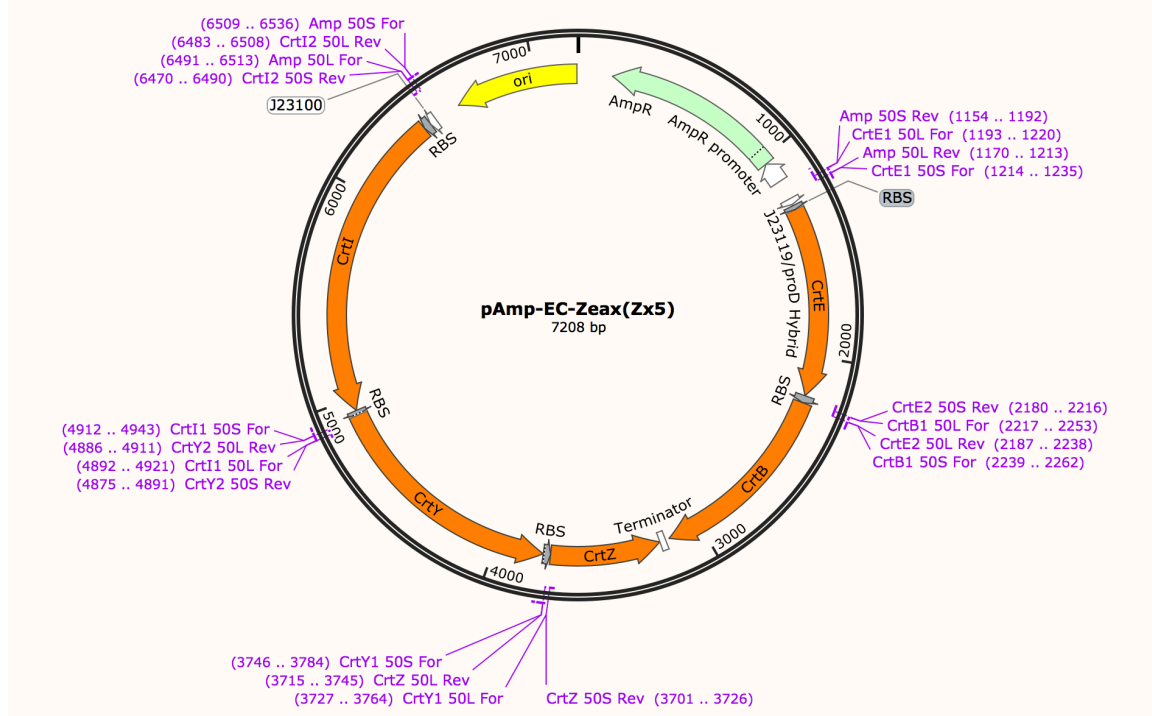 (6509 .. 6536) Amp 50S For
(6483 .. 6508) CrtI2 50L Rev
(6491 .. 6513) Amp 50L For
(6470 .. 6490) CrtI2 50S Rev
J23100
RBS
7000
ori
AmpR
AmpR promoter
1000
Amp 50S Rev (1154 .. 1192)
CrtE1 50L For (1193 .. 1220)
Amp 50L Rev (1170 .. 1213)
CrtE1 50S For (1214 .. 1235)
RBS
J23119/proD Hybrid
CrtE
2000
6000
CrtI
pAmp-EC-Zeax(Zx5)
7208 bp
RBS
CrtE2 50S Rev (2180 .. 2216)
CrtB1 50L For (2217 .. 2253)
CrtE2 50L Rev (2187 .. 2238)
CrtB1 50S For (2239 .. 2262)
RBS
5000
(4912 .. 4943) CrtI1 50S For
(4886 .. 4911) CrtY2 50L Rev
(4892 .. 4921) CrtI1 50L For
(4875 .. 4891) CrtY2 50S Rev
CrtY
RBS
CrtZ
Terminator
CrtB
3000
4000
(3746 .. 3784) CrtY1 50S For
(3715 .. 3745) CrtZ 50L Rev
(3727 .. 3764) CrtY1 50L For
CrtZ 50S Rev (3701 .. 3726)